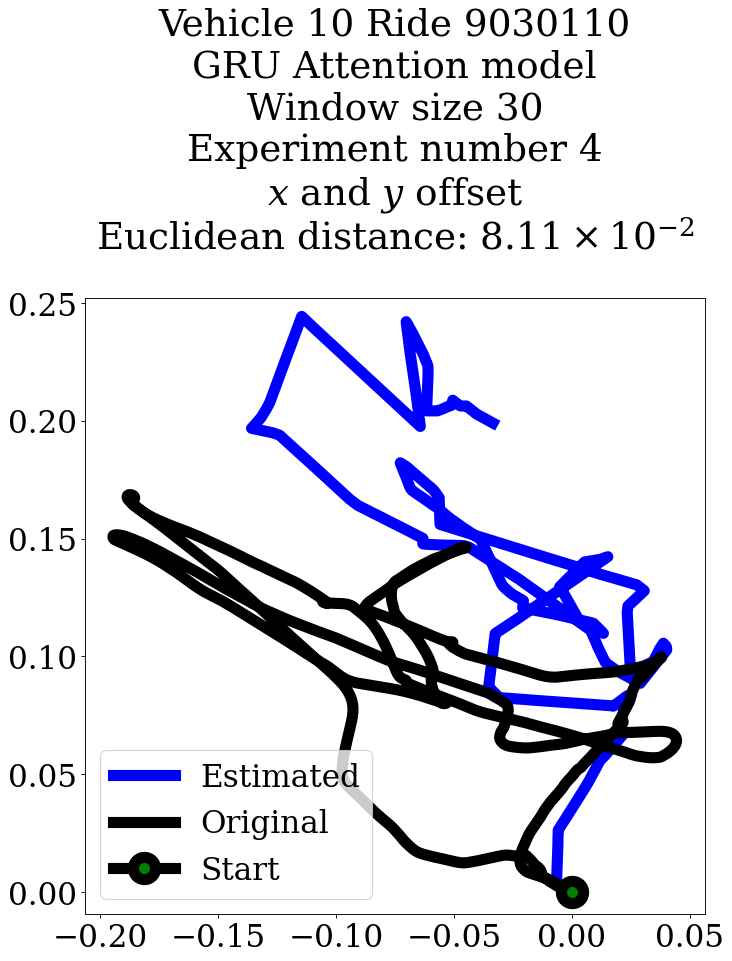 Vehicle 10 Ride 9030110
GRU Attention model
Window size 30
Experiment number 4
x and y offset
Euclidean distance: 8.11 × 10⁻²
0.25
0.20
0.15
0.10
0.05
0.00
Estimated
Original
Start
−0.20 −0.15 −0.10 −0.05 0.00 0.05